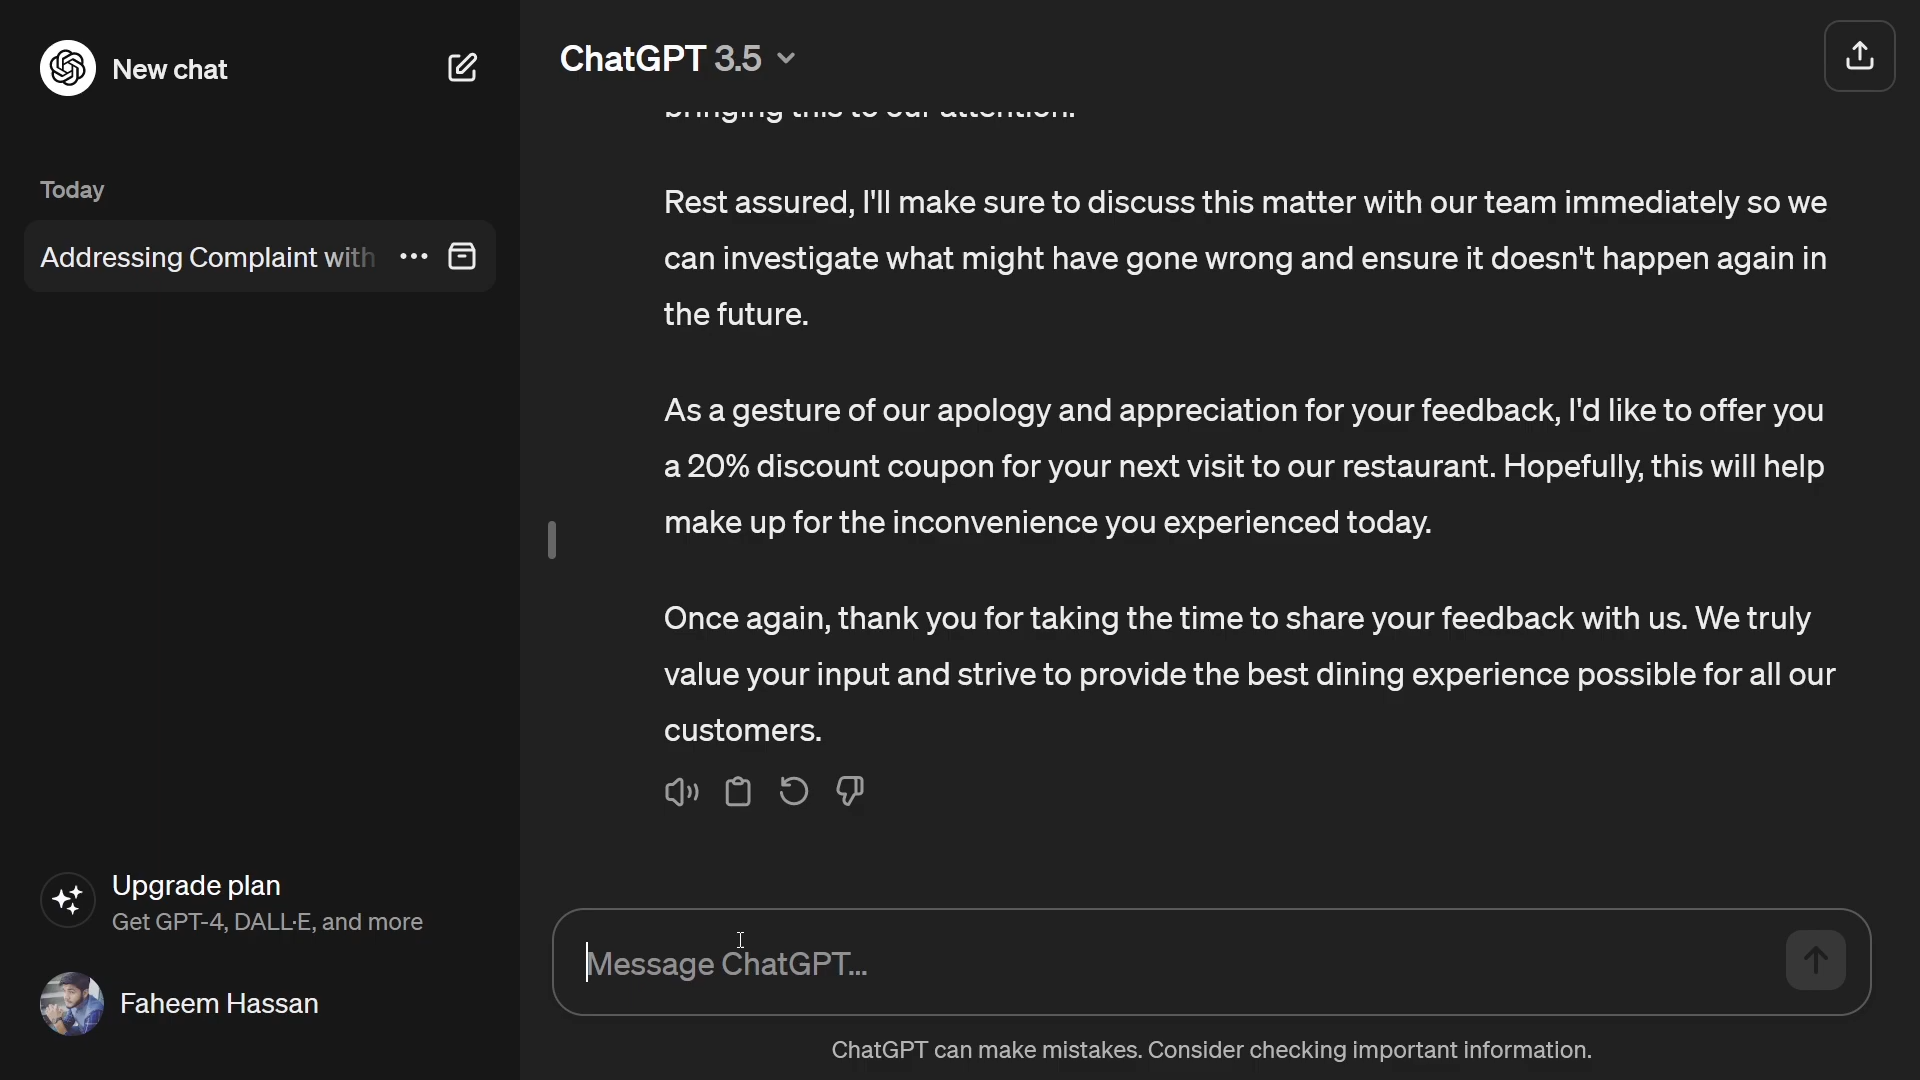 New chat
Today
Addressing Complaint with
Upgrade plan
Get GPT-4, DALL·E, and more
Faheem Hassan
ChatGPT 3.5
bringing this to our attention.
Rest assured, I'll make sure to discuss this matter with our team immediately so we
can investigate what might have gone wrong and ensure it doesn't happen again in
the future.
As a gesture of our apology and appreciation for your feedback, I'd like to offer you
a 20% discount coupon for your next visit to our restaurant. Hopefully, this will help
make up for the inconvenience you experienced today.
Once again, thank you for taking the time to share your feedback with us. We truly
value your input and strive to provide the best dining experience possible for all our
customers.
Message ChatGPT...
ChatGPT can make mistakes. Consider checking important information.